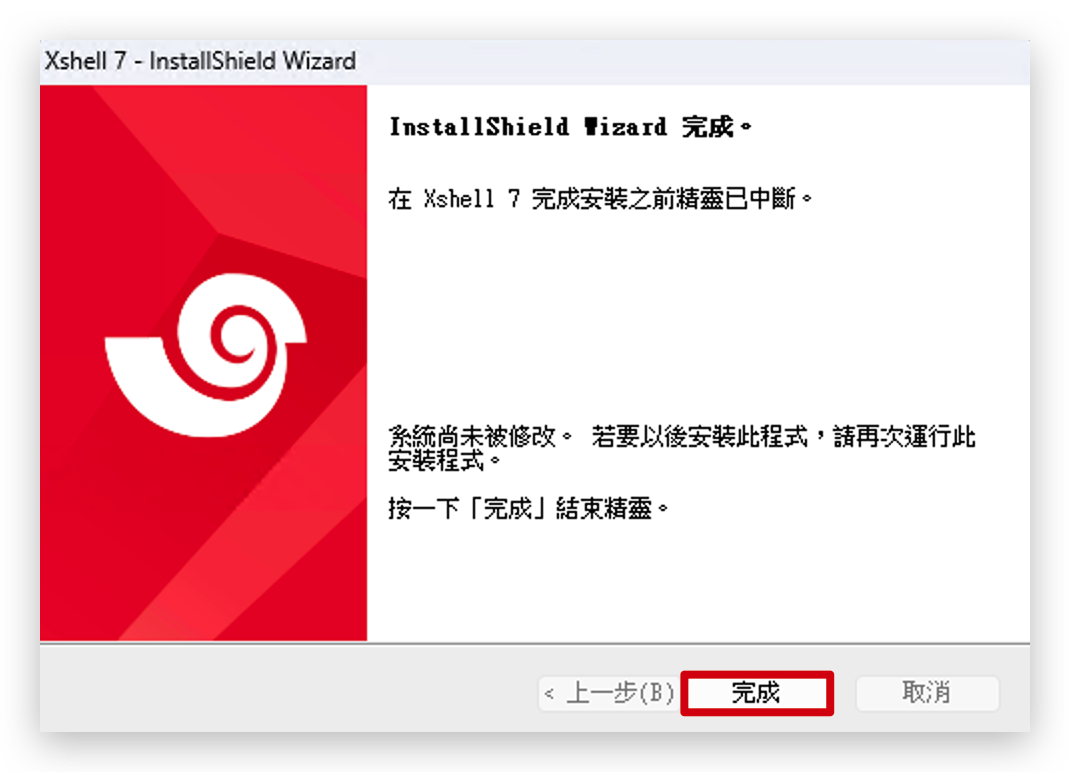 Xshell 7 - InstallShield Wizard
InstallShield Wizard 完成。
在 Xshell 7 完成安裝之前精靈已中斷。
系統尚未被修改。 若要以後安裝此程式，請再次運行此
安裝程式。
按一下「完成」結束精靈。
< 上一步(B)
完成
取消